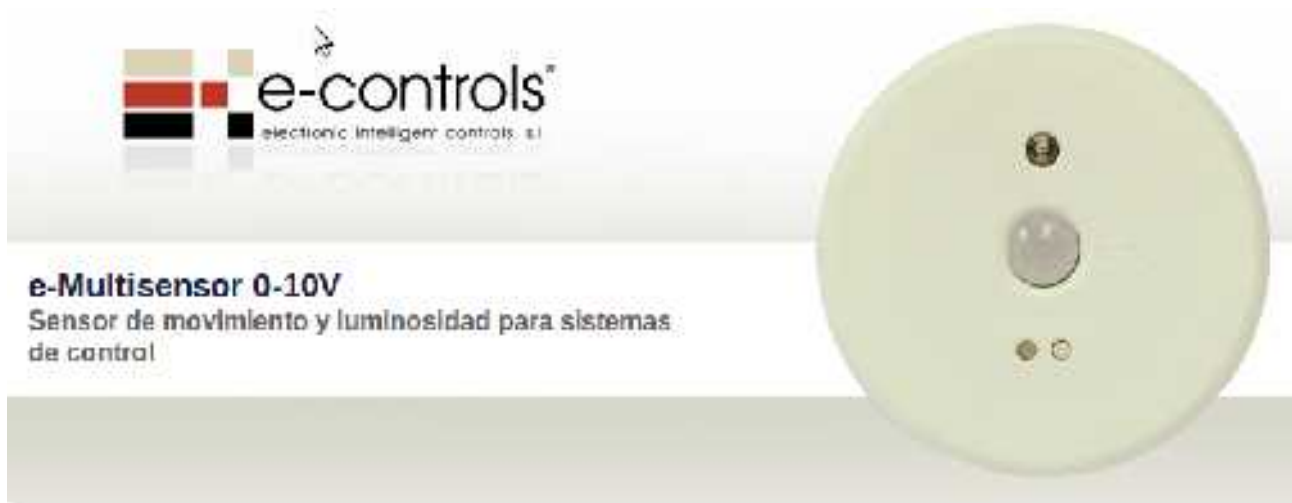 e-controls®
electronic intelligent controls, s.l.
e-Multisensor 0-10V
Sensor de movimiento y luminosidad para sistemas
de control